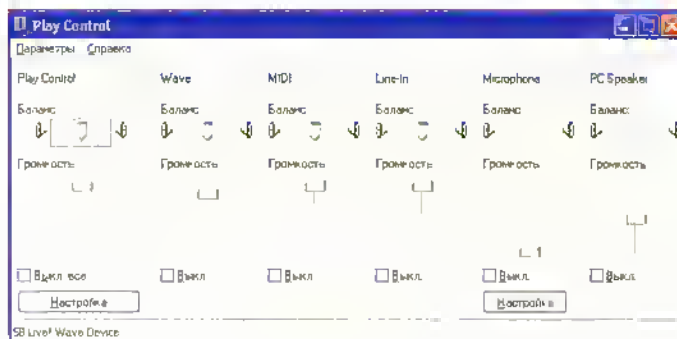 Play Control
Параметры Справка
Play Control Wave MIDI Line-In Microphone PC Speaker
Баланс Баланс Баланс Баланс Баланс Баланс
Громкость Громкость Громкость Громкость Громкость Громкость
Выкл все Выкл. Выкл. Выкл. Выкл. Выкл.
Настройка Настройка
SB Live! Wave Device